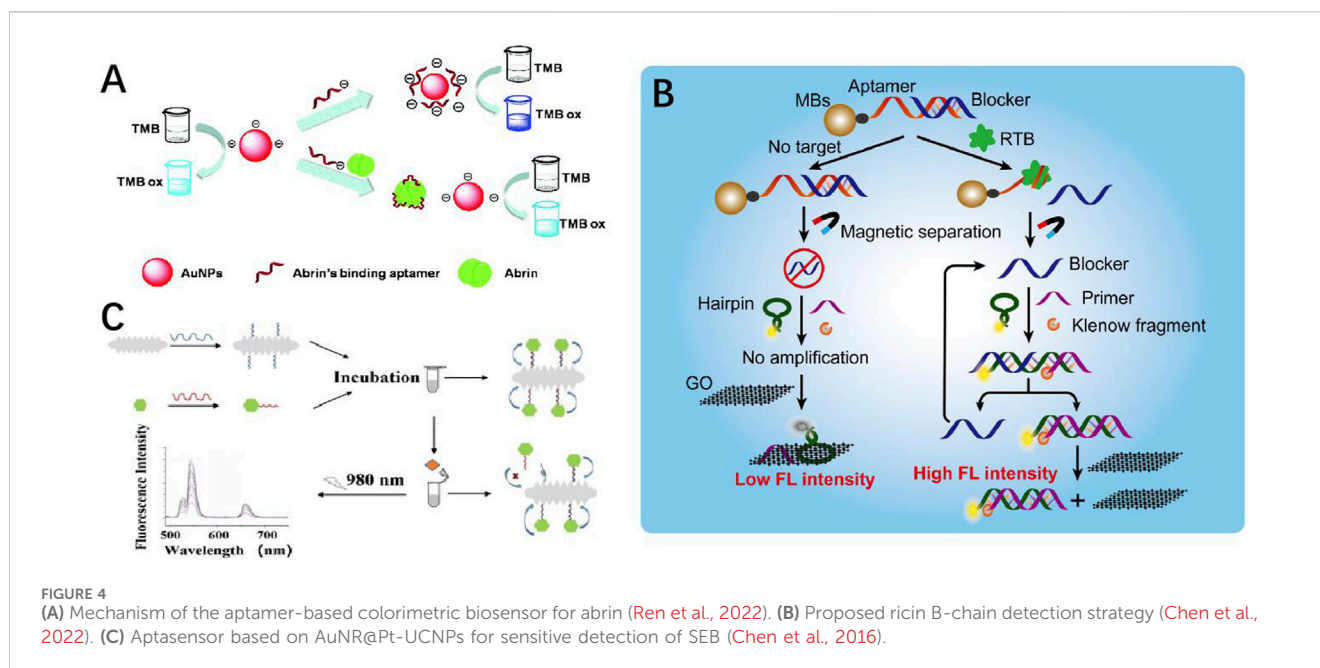 A
TMB
TMB ox
TMB
TMB ox
TMB
TMB ox
AuNPs
Abrin's binding aptamer
Abrin
B
MBs
Aptamer
Blocker
No target
RTB
Magnetic separation
Blocker
Hairpin
Primer
Klenow fragment
No amplification
GO
Low FL intensity
High FL intensity
+
C
Incubation
x
980 nm
Fluorescence Intensity
500 600 700
Wavelength (nm)
FIGURE 4
(A) Mechanism of the aptamer-based colorimetric biosensor for abrin (Ren et al., 2022). (B) Proposed ricin B-chain detection strategy (Chen et al.,
2022). (C) Aptasensor based on AuNR@Pt-UCNPs for sensitive detection of SEB (Chen et al., 2016).